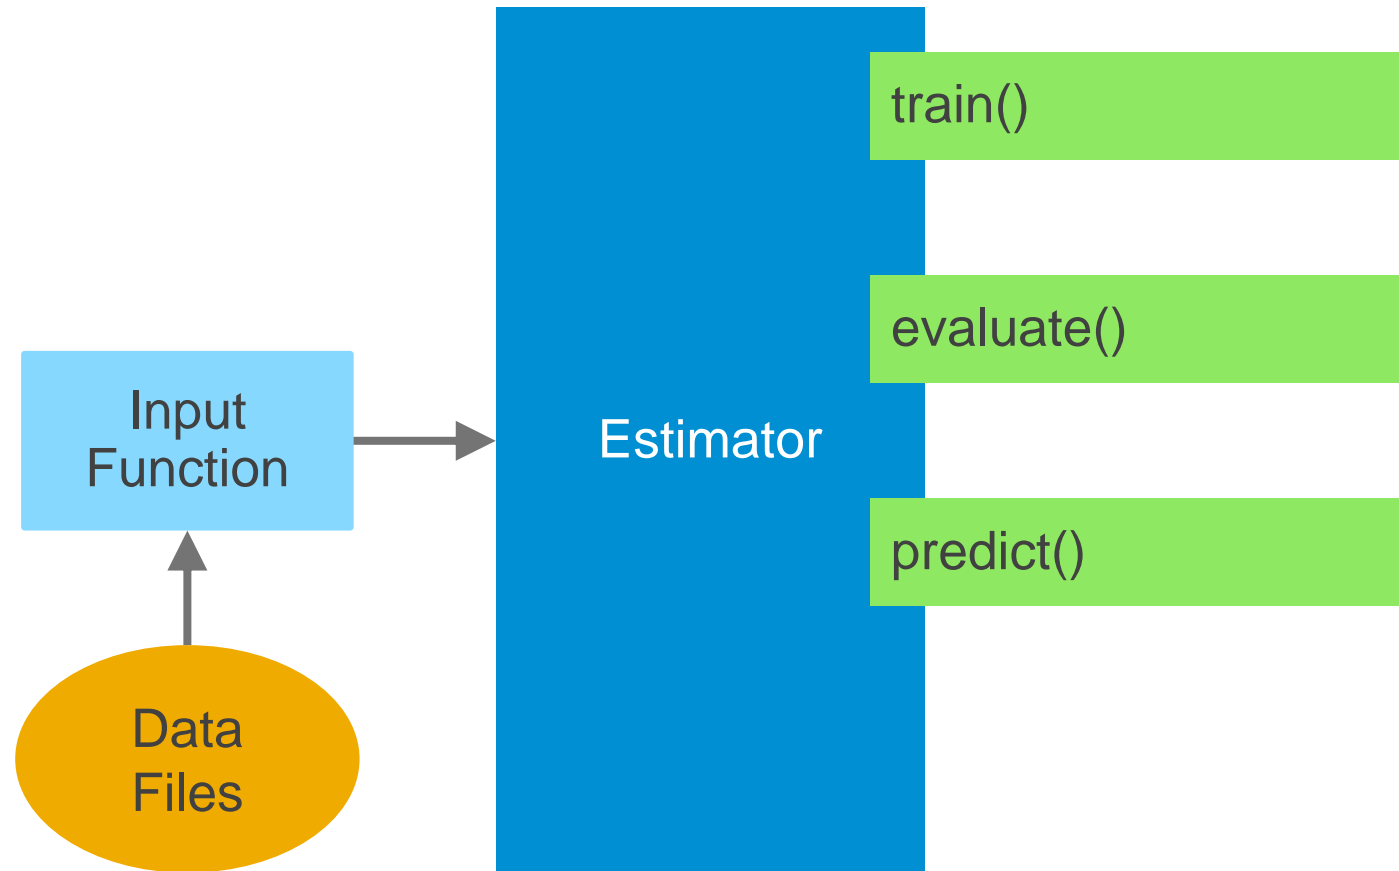 train()
evaluate()
Input
Function
Estimator
predict()
Data
Files